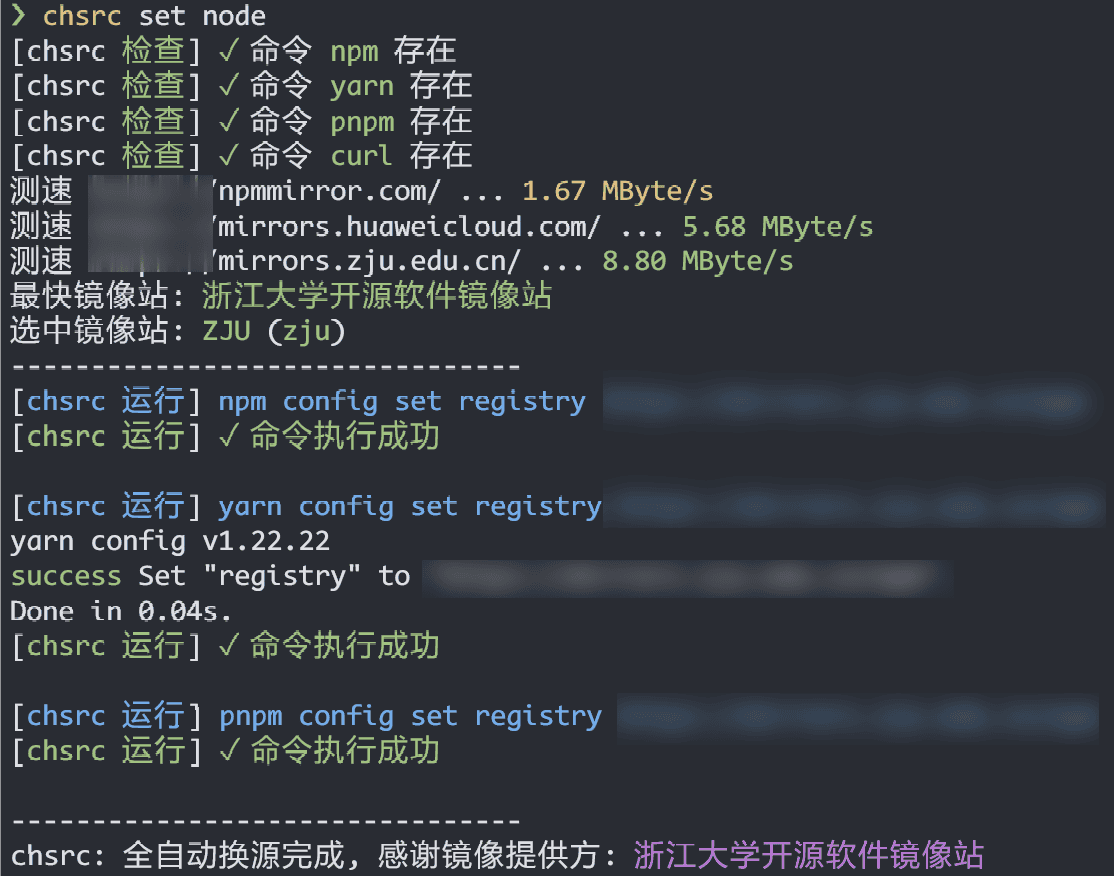 ❯ chsrc set node
[chsrc 检查] ✓ 命令 npm 存在
[chsrc 检查] ✓ 命令 yarn 存在
[chsrc 检查] ✓ 命令 pnpm 存在
[chsrc 检查] ✓ 命令 curl 存在
测速 /npmmirror.com/ ... 1.67 MByte/s
测速 /mirrors.huaweicloud.com/ ... 5.68 MByte/s
测速 /mirrors.zju.edu.cn/ ... 8.80 MByte/s
最快镜像站: 浙江大学开源软件镜像站
选中镜像站: ZJU (zju)
--------------------------------
[chsrc 运行] npm config set registry
[chsrc 运行] ✓ 命令执行成功
[chsrc 运行] yarn config set registry
yarn config v1.22.22
success Set "registry" to
Done in 0.04s.
[chsrc 运行] ✓ 命令执行成功
[chsrc 运行] pnpm config set registry
[chsrc 运行] ✓ 命令执行成功
--------------------------------
chsrc: 全自动换源完成, 感谢镜像提供方: 浙江大学开源软件镜像站